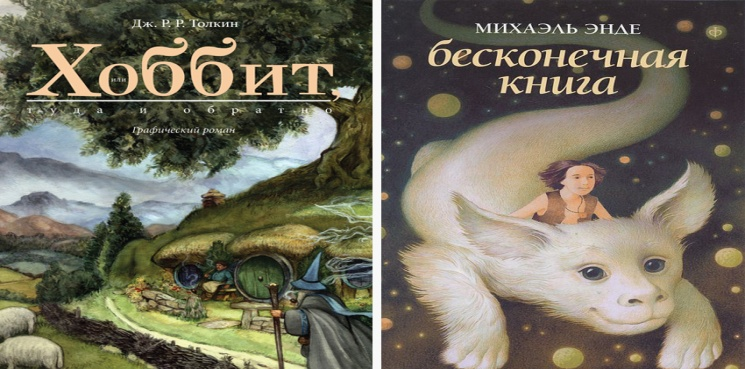 Дж. Р. Р. Толкин
или
Хоббит,
туда и обратно
Графический роман
МИХАЭЛЬ ЭНДЕ
бесконечная
книга